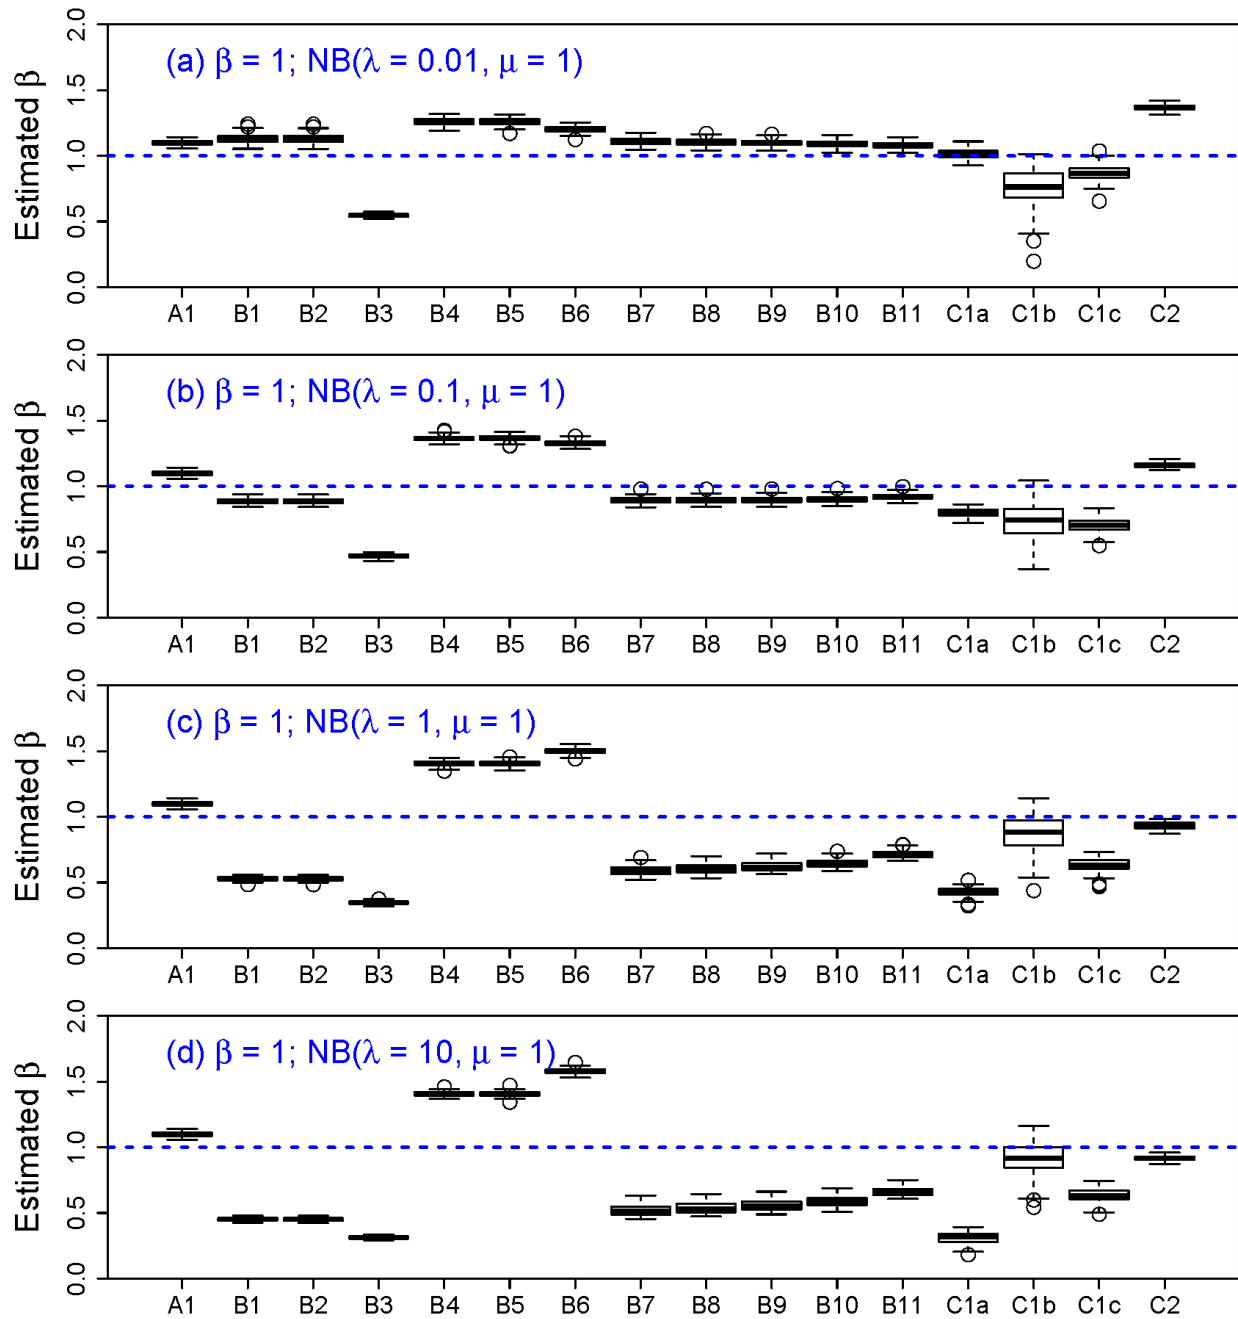 (a) β = 1; NB(λ = 0.01, μ = 1)
Estimated β
0.0 0.5 1.0 1.5 2.0
A1 B1 B2 B3 B4 B5 B6 B7 B8 B9 B10 B11 C1a C1b C1c C2
(b) β = 1; NB(λ = 0.1, μ = 1)
Estimated β
0.0 0.5 1.0 1.5 2.0
A1 B1 B2 B3 B4 B5 B6 B7 B8 B9 B10 B11 C1a C1b C1c C2
(c) β = 1; NB(λ = 1, μ = 1)
Estimated β
0.0 0.5 1.0 1.5 2.0
A1 B1 B2 B3 B4 B5 B6 B7 B8 B9 B10 B11 C1a C1b C1c C2
(d) β = 1; NB(λ = 10, μ = 1)
Estimated β
0.0 0.5 1.0 1.5 2.0
A1 B1 B2 B3 B4 B5 B6 B7 B8 B9 B10 B11 C1a C1b C1c C2